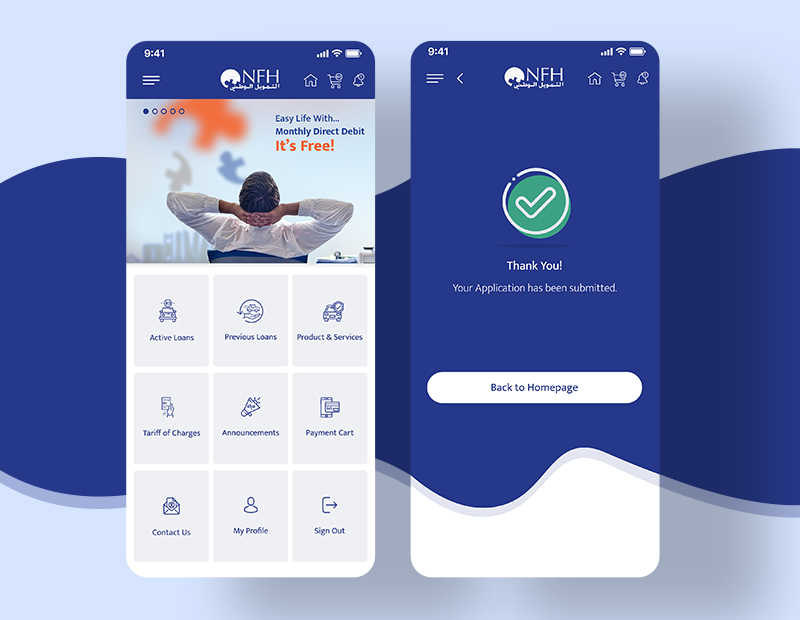 9:41
NFH
التمويل الوطني
Easy Life With...
Monthly Direct Debit
It's Free!
Active Loans
Previous Loans
Product & Services
Tariff of Charges
Announcements
Payment Cart
Contact Us
My Profile
Sign Out
9:41
NFH
التمويل الوطني
Thank You!
Your Application has been submitted.
Back to Homepage